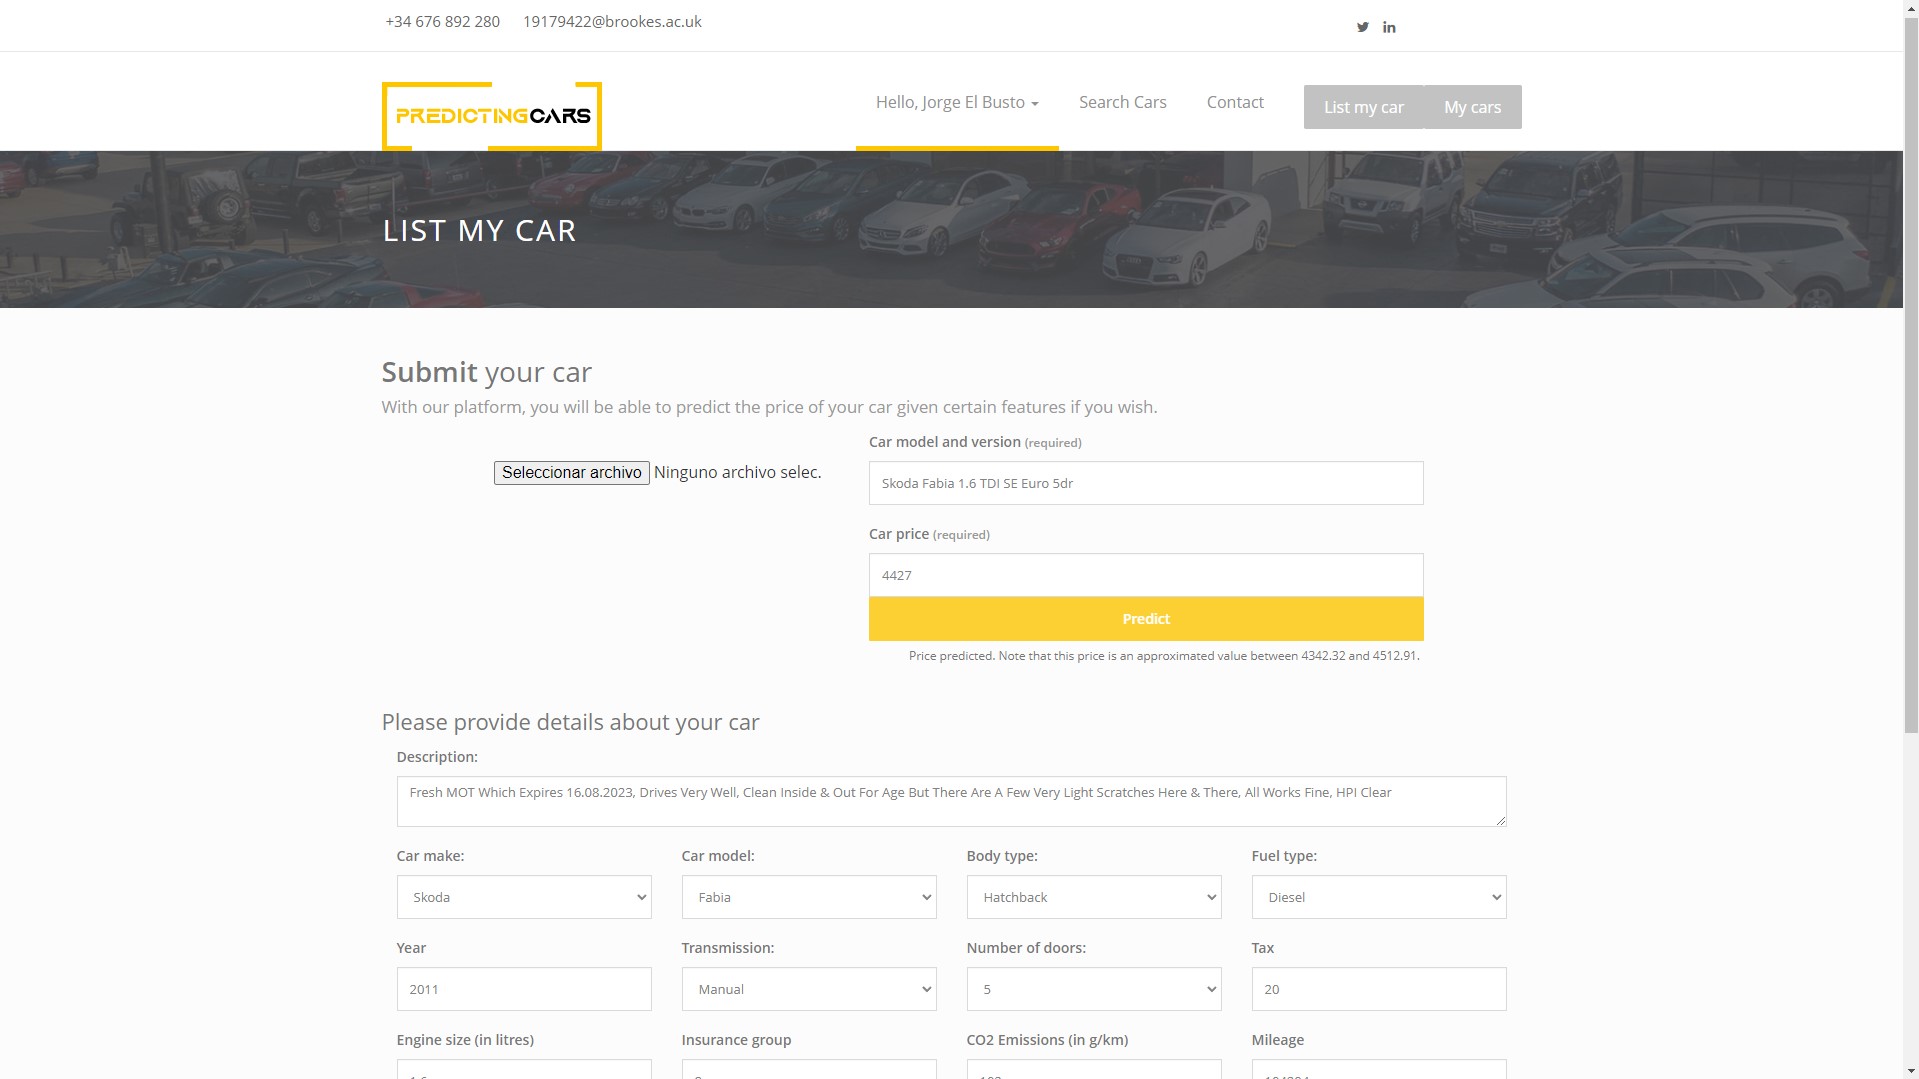 +34 676 892 280 19179422@brookes.ac.uk
PREDICTINGCARS
Hello, Jorge El Busto Search Cars Contact List my car My cars
LIST MY CAR
Submit your car
With our platform, you will be able to predict the price of your car given certain features if you wish.
Car model and version (required)
Seleccionar archivo Ninguno archivo selec.
Skoda Fabia 1.6 TDI SE Euro 5dr
Car price (required)
4427
Predict
Price predicted. Note that this price is an approximated value between 4342.32 and 4512.91.
Please provide details about your car
Description:
Fresh MOT Which Expires 16.08.2023, Drives Very Well, Clean Inside & Out For Age But There Are A Few Very Light Scratches Here & There, All Works Fine, HPI Clear
Car make: Car model: Body type: Fuel type:
Skoda Fabia Hatchback Diesel
Year Transmission: Number of doors: Tax
2011 Manual 5 20
Engine size (in litres) Insurance group CO2 Emissions (in g/km) Mileage